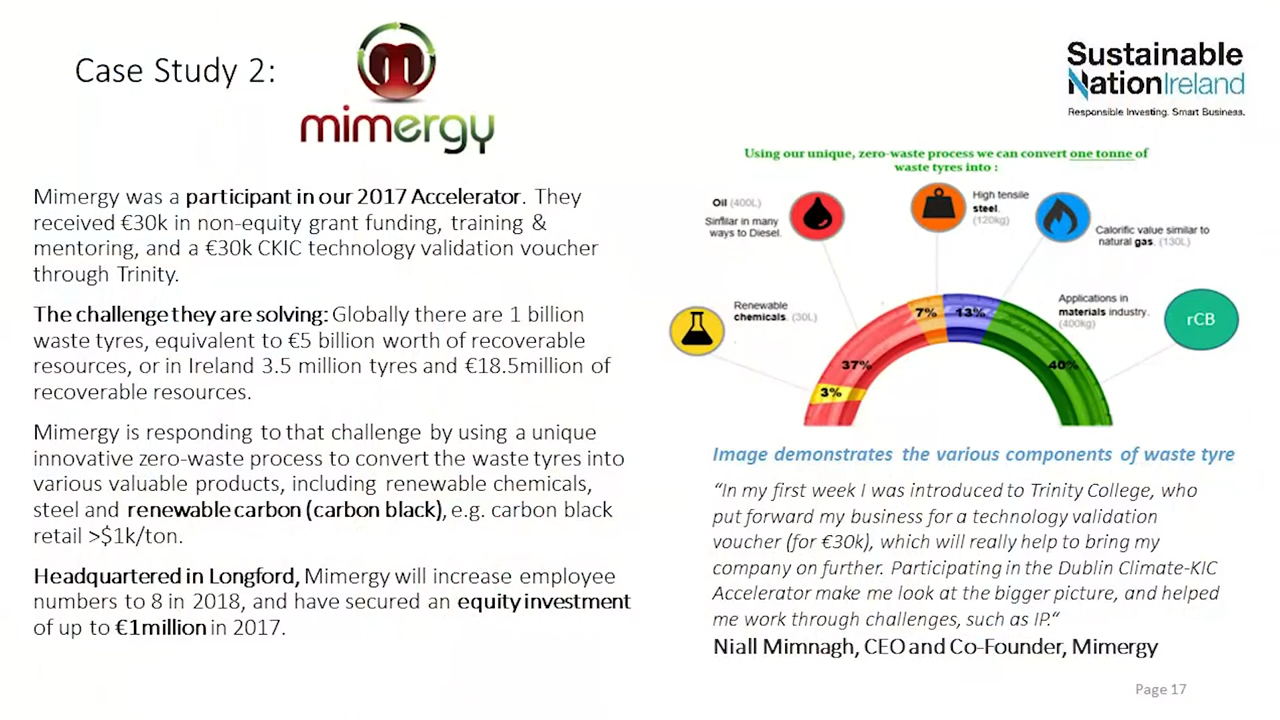 Case Study 2:
mimergy
Sustainable
NationIreland
Responsible Investing. Smart Business.
Mimergy was a participant in our 2017 Accelerator. They
received €30k in non-equity grant funding, training &
mentoring, and a €30k CKIC technology validation voucher
through Trinity.
The challenge they are solving: Globally there are 1 billion
waste tyres, equivalent to €5 billion worth of recoverable
resources, or in Ireland 3.5 million tyres and €18.5million of
recoverable resources.
Mimergy is responding to that challenge by using a unique
innovative zero-waste process to convert the waste tyres into
various valuable products, including renewable chemicals,
steel and renewable carbon (carbon black), e.g. carbon black
retail >$1k/ton.
Headquartered in Longford, Mimergy will increase employee
numbers to 8 in 2018, and have secured an equity investment
of up to €1million in 2017.
Using our unique, zero-waste process we can convert one tonne of
waste tyres into :
Oil (400L)
Simllar in many
ways to Diesel.
High tensile
steel.
(120kg)
Calorific value similar to
natural gas. (130L)
Renewable
chemicals. (30L)
Applications in
materials industry.
(400kg)
rCB
3%
37%
7%
13%
40%
Image demonstrates the various components of waste tyre
“In my first week I was introduced to Trinity College, who
put forward my business for a technology validation
voucher (for €30k), which will really help to bring my
company on further. Participating in the Dublin Climate-KIC
Accelerator make me look at the bigger picture, and helped
me work through challenges, such as IP.“
Niall Mimnagh, CEO and Co-Founder, Mimergy
Page 17